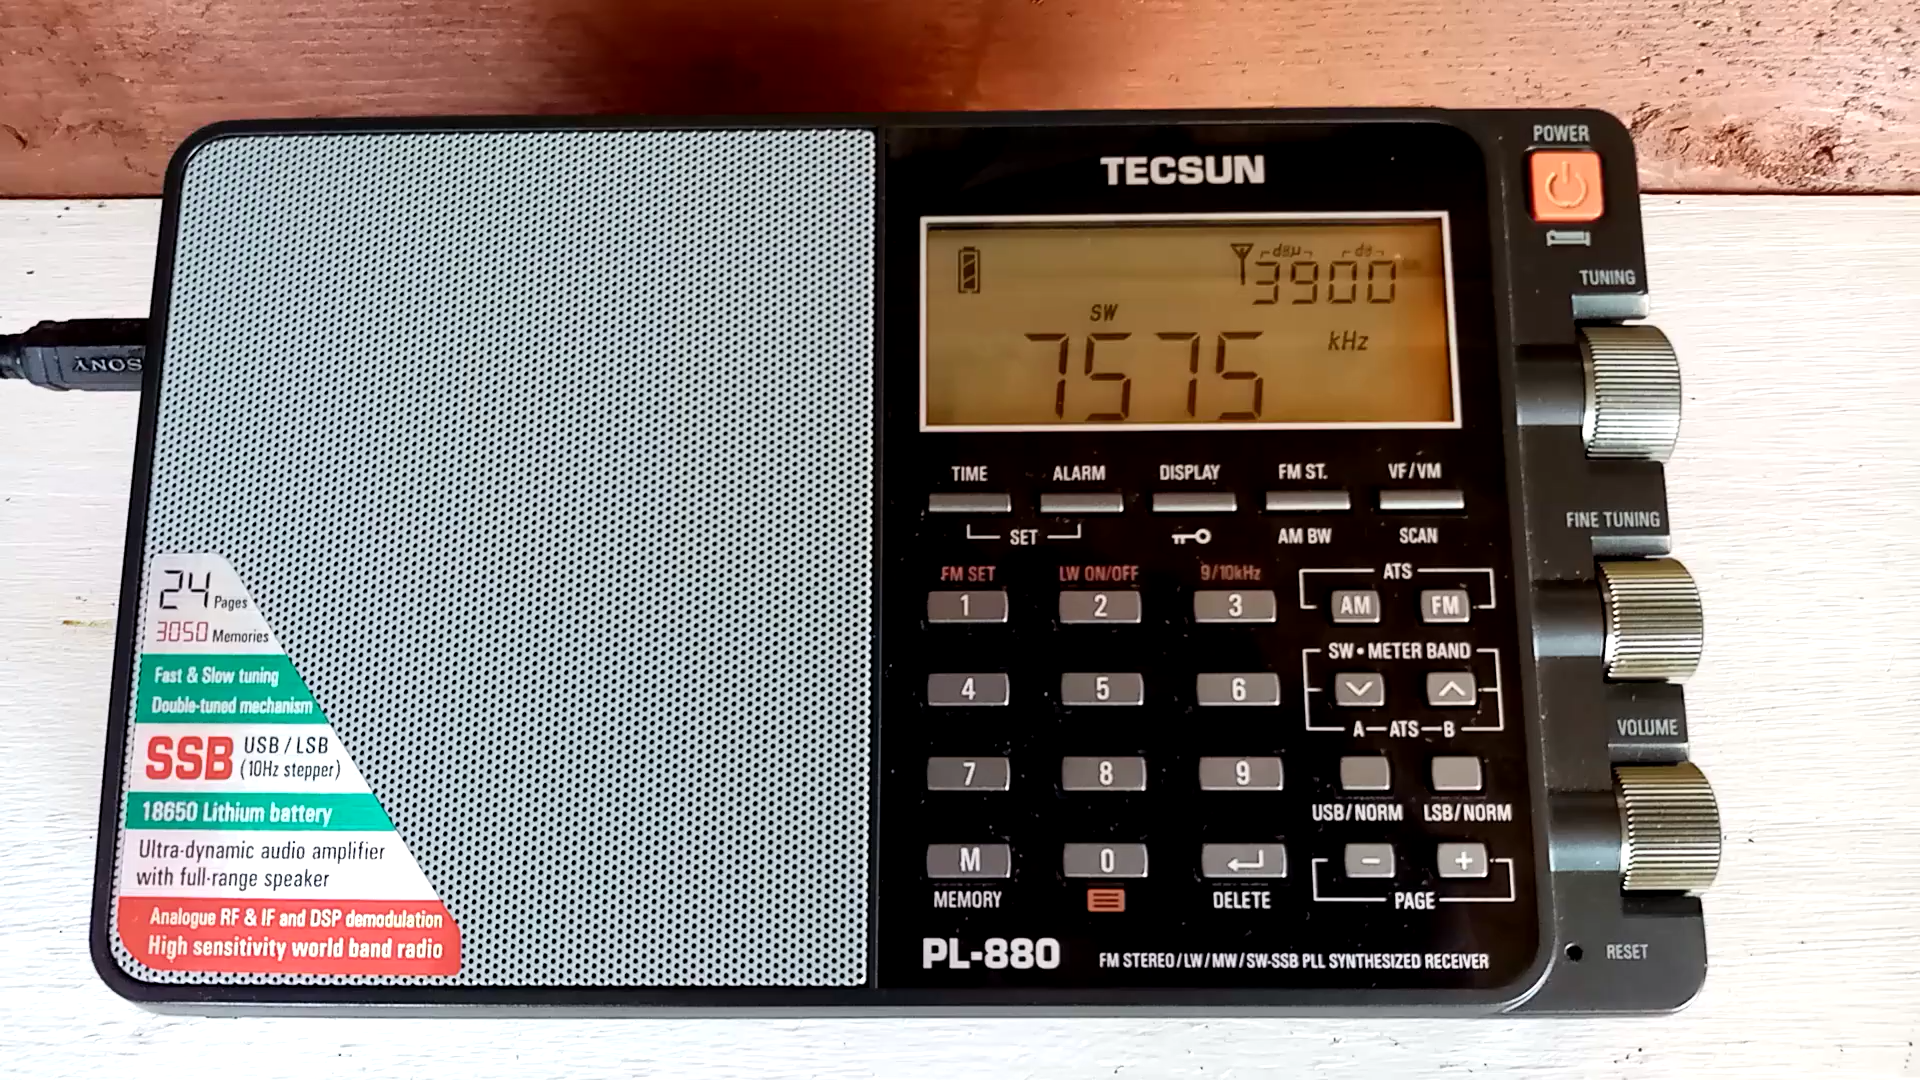 POWER
TECSUN
dBμ dB
3900
TUNING
SW
7575 kHz
SONY
FINE TUNING
TIME ALARM DISPLAY FM ST. VF/VM
SET AM BW SCAN
FM SET LW ON/OFF 9/10kHz ATS
1 2 3 AM FM
SW • METER BAND
4 5 6
A—ATS—B
VOLUME
7 8 9
USB/NORM LSB/NORM
M 0 − +
MEMORY DELETE PAGE
PL-880 FM STEREO/LW/MW/SW-SSB PLL SYNTHESIZED RECEIVER
RESET
24 Pages
3050 Memories
Fast & Slow tuning
Double-tuned mechanism
SSB USB / LSB
(10Hz stepper)
18650 Lithium battery
Ultra-dynamic audio amplifier
with full-range speaker
Analogue RF & IF and DSP demodulation
High sensitivity world band radio